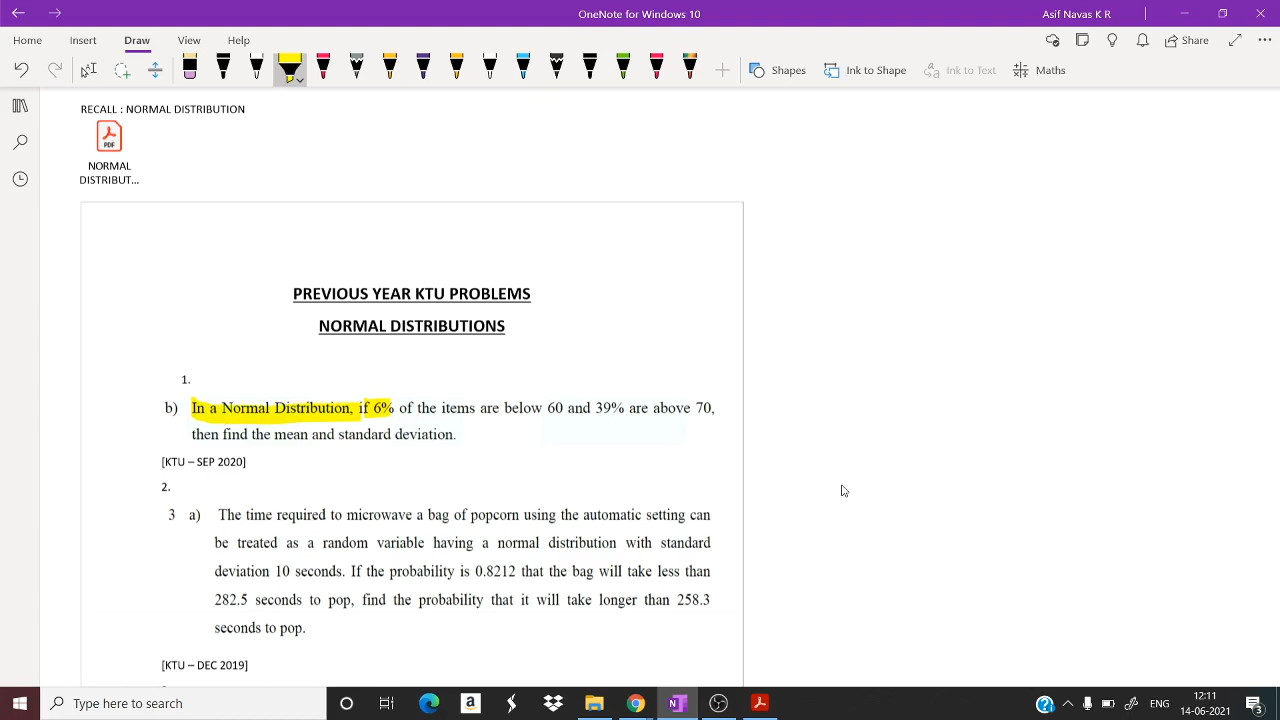 OneNote for Windows 10
Asif Navas K R
Home Insert Draw View Help
Share
Shapes Ink to Shape Ink to Text Maths
RECALL : NORMAL DISTRIBUTION
PDF
NORMAL
DISTRIBUT...
PREVIOUS YEAR KTU PROBLEMS
NORMAL DISTRIBUTIONS
1.
b) In a Normal Distribution, if 6% of the items are below 60 and 39% are above 70,
then find the mean and standard deviation.
[KTU – SEP 2020]
2.
3 a) The time required to microwave a bag of popcorn using the automatic setting can
be treated as a random variable having a normal distribution with standard
deviation 10 seconds. If the probability is 0.8212 that the bag will take less than
282.5 seconds to pop, find the probability that it will take longer than 258.3
seconds to pop.
[KTU – DEC 2019]
Type here to search
ENG
12:11
14-06-2021
3